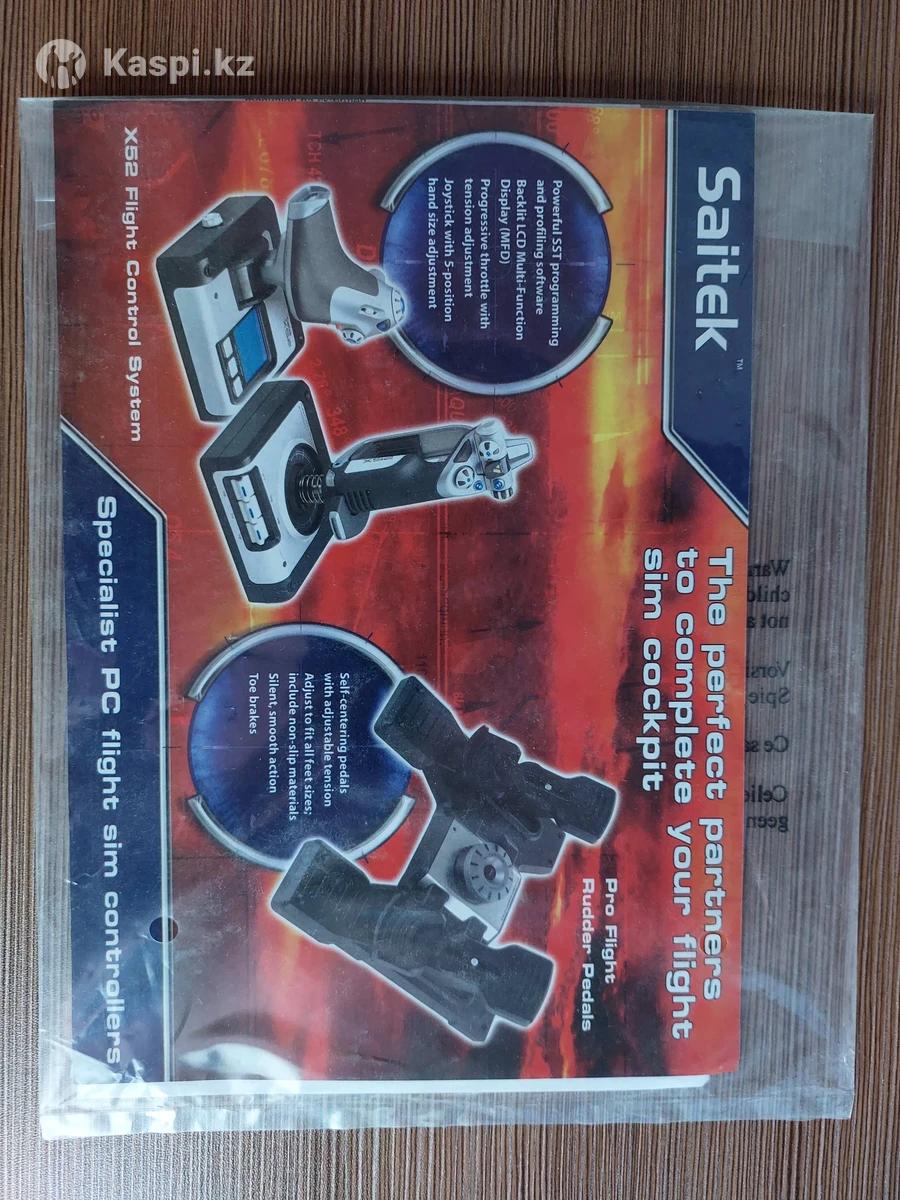 Kaspi.kz
Saitek™
The perfect partners
to complete your flight
sim cockpit
Powerful SST programming
and profiling software
Backlit LCD Multi-Function
Display (MFD)
Progressive throttle with
tension adjustment
Joystick with 5-position
hand size adjustment
X52 Flight Control System
Pro Flight
Rudder Pedals
Self-centering pedals
with adjustable tension
Adjust to fit all feet sizes;
include non-slip materials
Silent, smooth action
Toe brakes
Specialist PC flight sim controllers
348